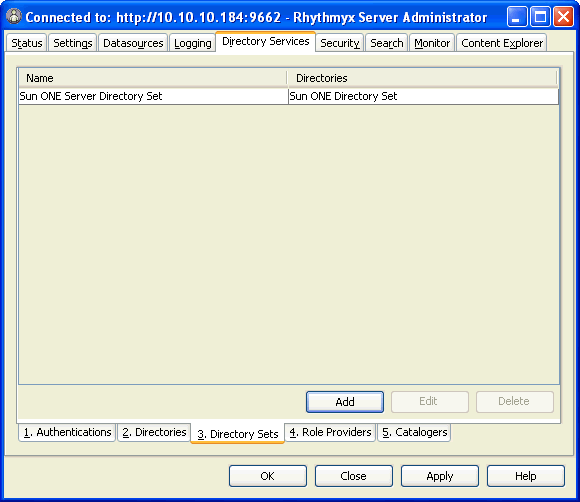 Connected to: http://10.10.10.184:9662 - Rhythmyx Server Administrator
Status Settings Datasources Logging Directory Services Security Search Monitor Content Explorer
Name Directories
Sun ONE Server Directory Set Sun ONE Directory Set
Add Edit Delete
1. Authentications 2. Directories 3. Directory Sets 4. Role Providers 5. Catalogers
OK Close Apply Help